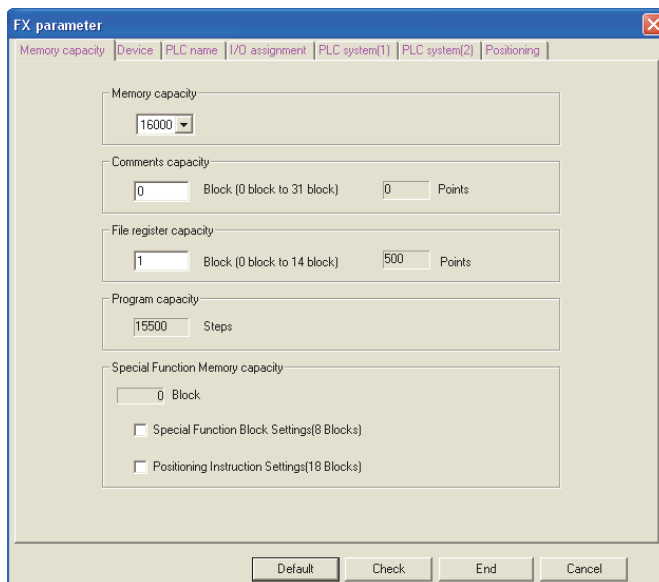 FX parameter
Memory capacity Device PLC name I/O assignment PLC system(1) PLC system(2) Positioning
Memory capacity
16000
Comments capacity
0 Block (0 block to 31 block) 0 Points
File register capacity
1 Block (0 block to 14 block) 500 Points
Program capacity
15500 Steps
Special Function Memory capacity
0 Block
Special Function Block Settings(8 Blocks)
Positioning Instruction Settings(18 Blocks)
Default Check End Cancel